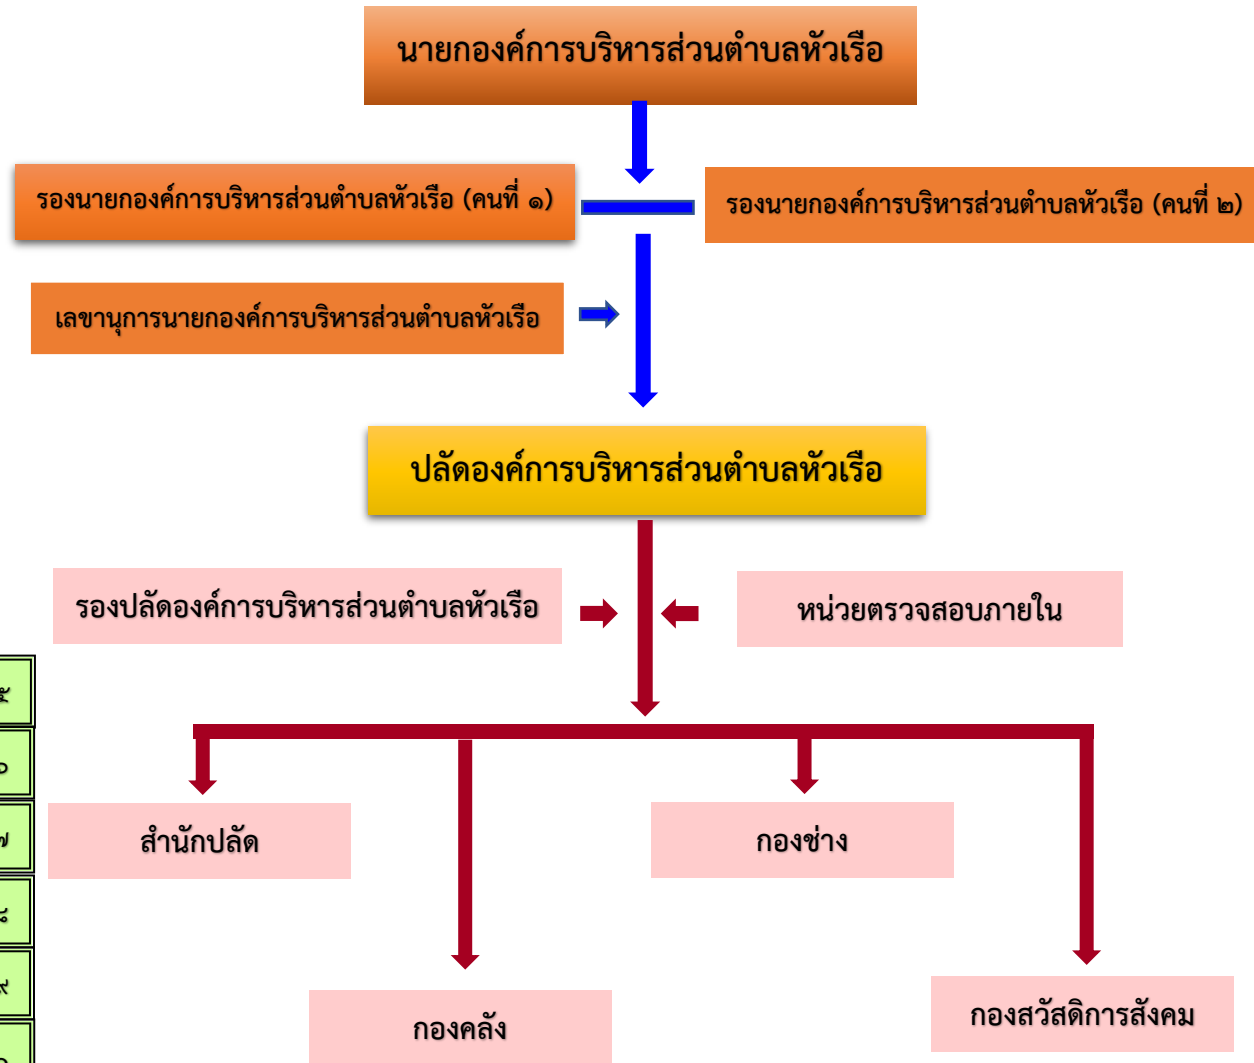 นายกองค์การบริหารส่วนตำบลหัวเรือ
รองนายกองค์การบริหารส่วนตำบลหัวเรือ (คนที่ ๑)
รองนายกองค์การบริหารส่วนตำบลหัวเรือ (คนที่ ๒)
เลขานุการนายกองค์การบริหารส่วนตำบลหัวเรือ
ปลัดองค์การบริหารส่วนตำบลหัวเรือ
รองปลัดองค์การบริหารส่วนตำบลหัวเรือ
หน่วยตรวจสอบภายใน
สำนักปลัด
กองช่าง
กองคลัง
กองสวัสดิการสังคม